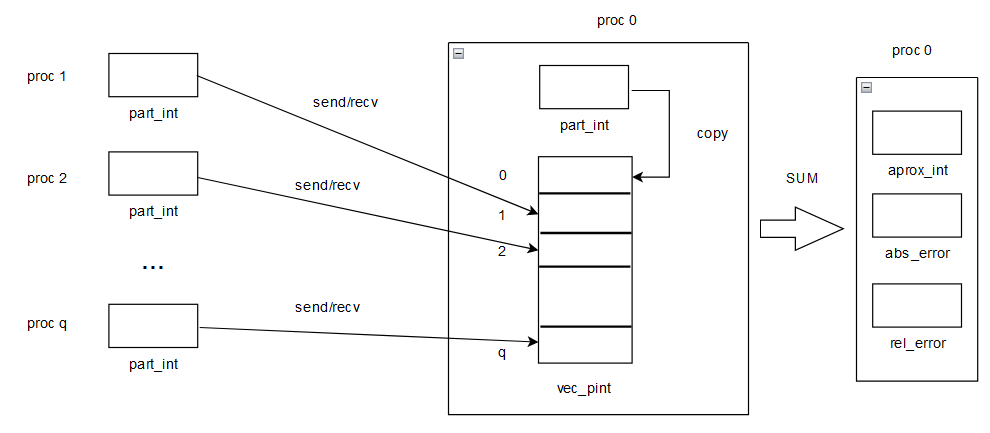 proc 0
proc 0
proc 1
part_int
send/recv
part_int
copy
proc 2
part_int
send/recv
0
1
2
SUM
aprox_int
abs_error
rel_error
...
proc q
part_int
send/recv
q
vec_pint